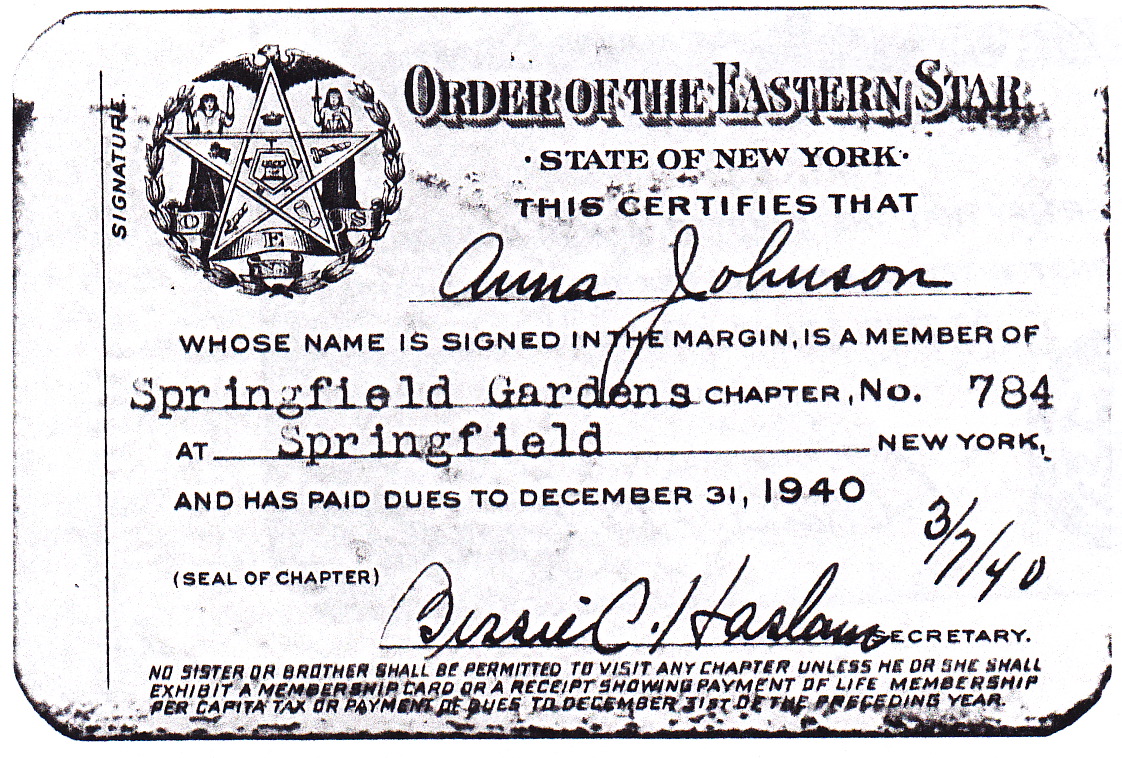 ORDER OF THE EASTERN STAR
·STATE OF NEW YORK·
THIS CERTIFIES THAT
SIGNATURE.
O E S
Anna Johnson
WHOSE NAME IS SIGNED IN THE MARGIN, IS A MEMBER OF
Springfield Gardens CHAPTER, No. 784
AT Springfield NEW YORK,
AND HAS PAID DUES TO DECEMBER 31, 1940
3/7/40
(SEAL OF CHAPTER)
Bessie C. Haslam SECRETARY.
NO SISTER OR BROTHER SHALL BE PERMITTED TO VISIT ANY CHAPTER UNLESS HE OR SHE SHALL
EXHIBIT A MEMBERSHIP CARD OR A RECEIPT SHOWING PAYMENT OF LIFE MEMBERSHIP
PER CAPITA TAX OR PAYMENT OF DUES TO DECEMBER 31ST OF THE PRECEDING YEAR.